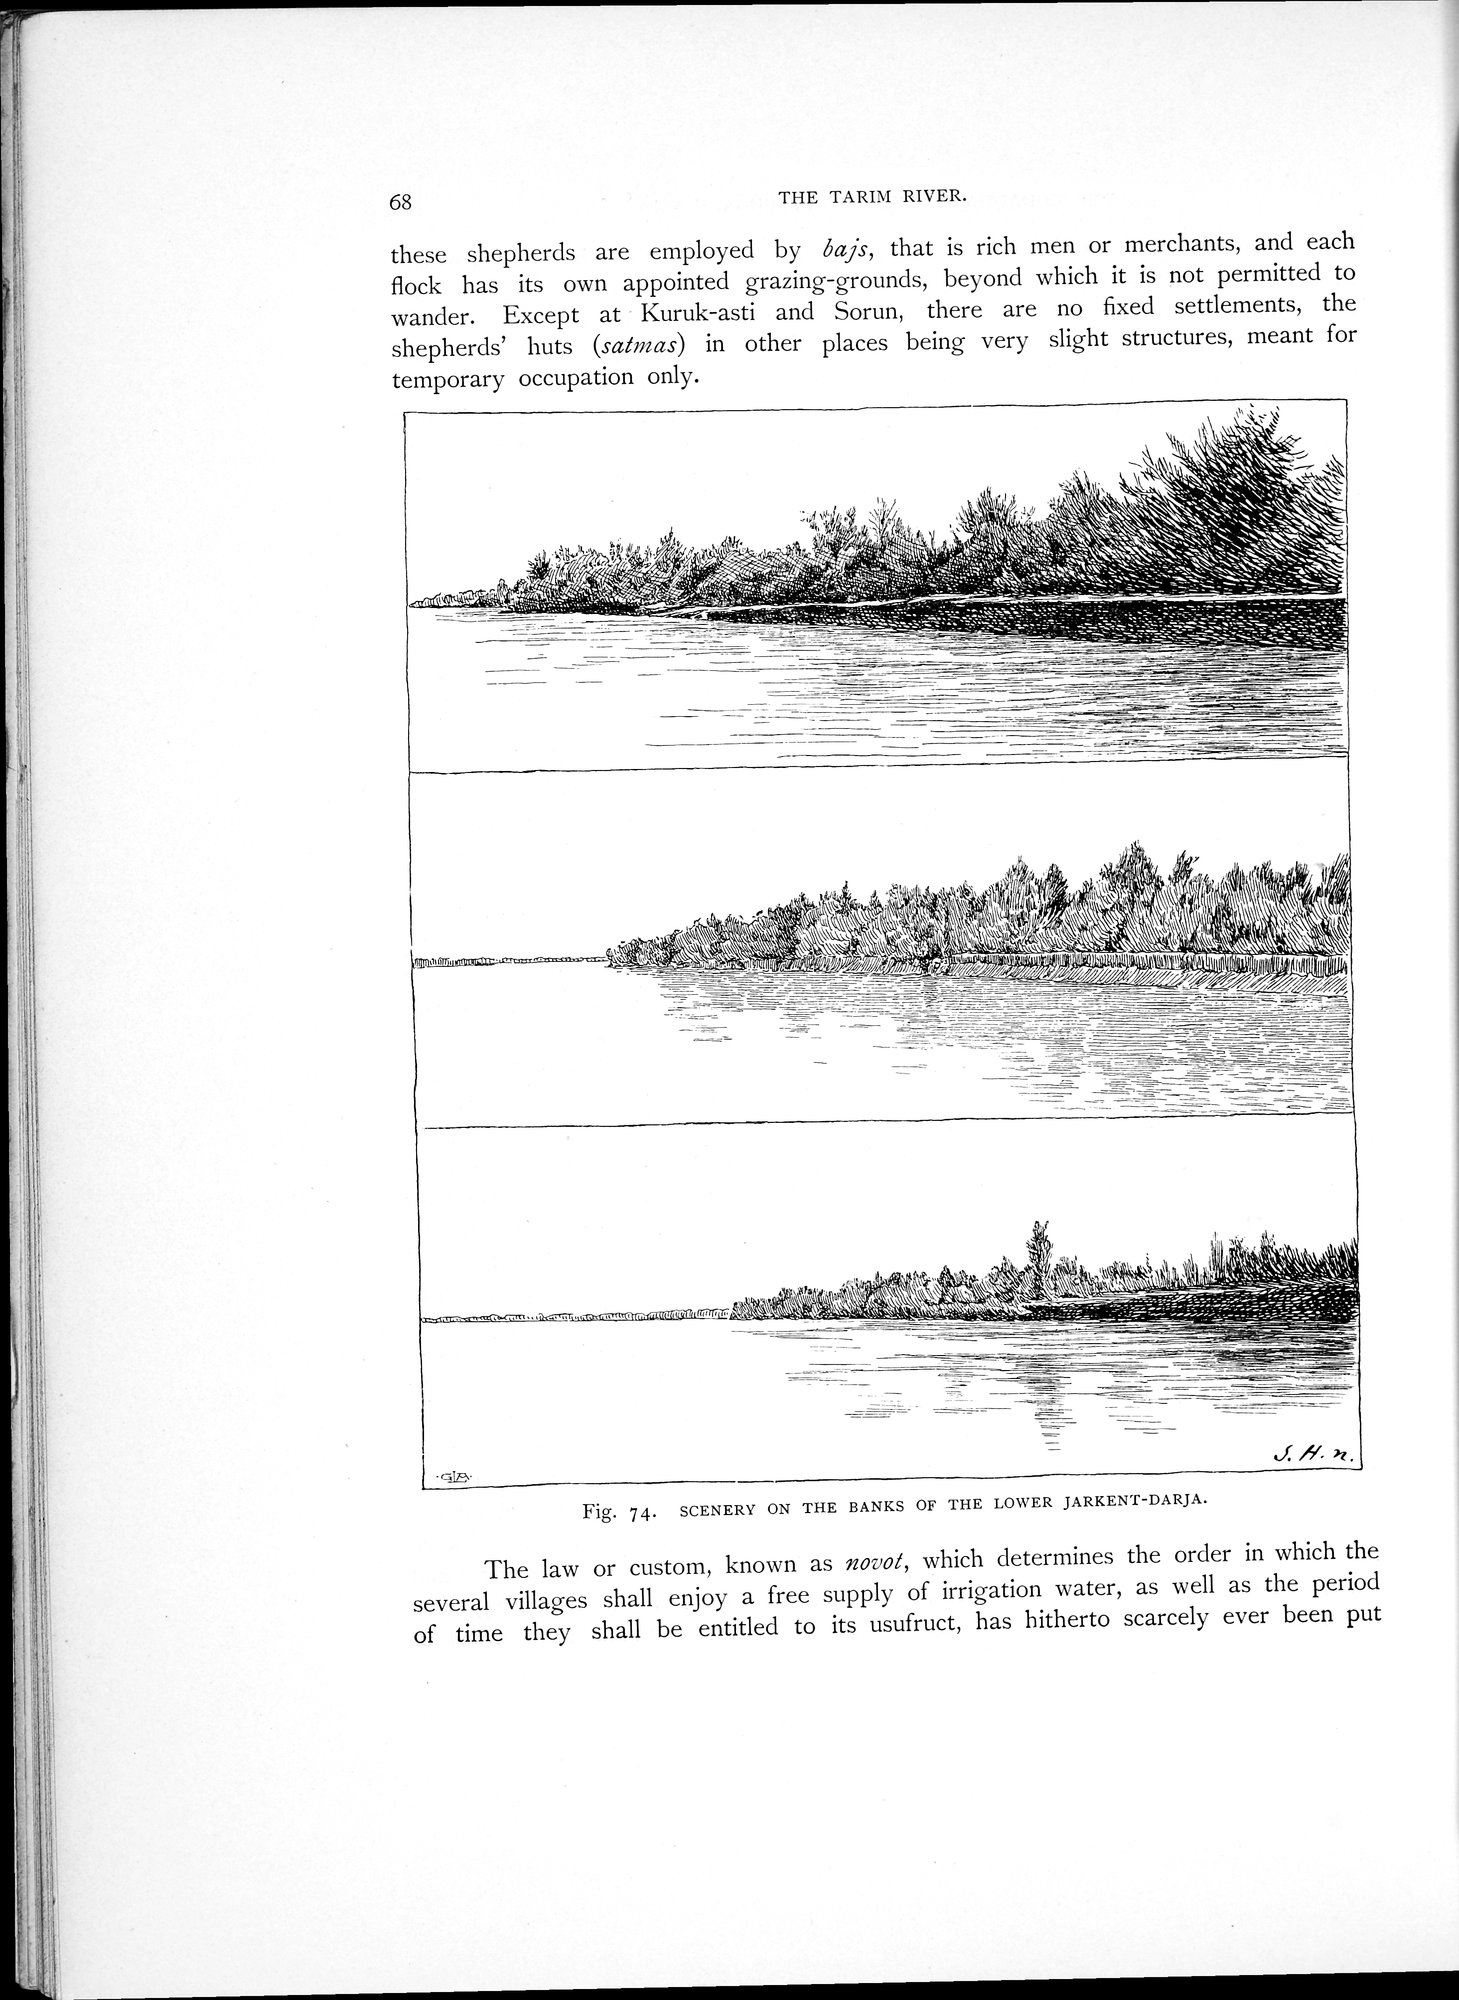 68
THE TARIM RIVER.
these shepherds are employed by bajs, that is rich men or merchants, and each
flock has its own appointed grazing-grounds, beyond which it is not permitted to
wander. Except at Kuruk-asti and Sorun, there are no fixed settlements, the
shepherds’ huts (satmas) in other places being very slight structures, meant for
temporary occupation only.
S. H. n.
Fig. 74. SCENERY ON THE BANKS OF THE LOWER JARKENT-DARJA.
The law or custom, known as novot, which determines the order in which the
several villages shall enjoy a free supply of irrigation water, as well as the period
of time they shall be entitled to its usufruct, has hitherto scarcely ever been put